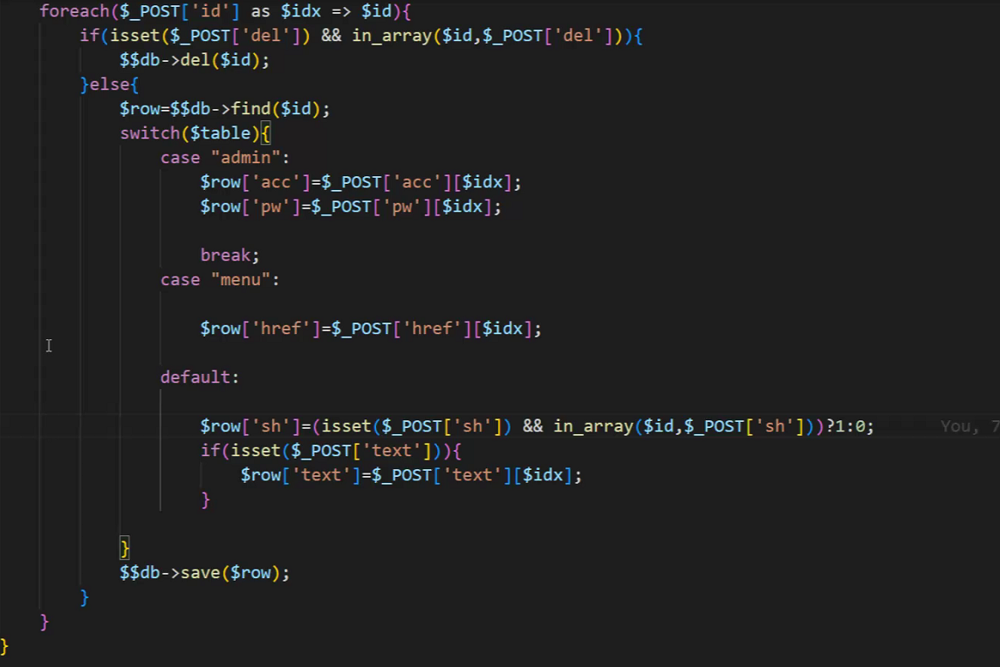 foreach($_POST['id'] as $idx => $id){
if(isset($_POST['del']) && in_array($id,$_POST['del'])){
$$db->del($id);
}else{
$row=$$db->find($id);
switch($table){
case "admin":
$row['acc']=$_POST['acc'][$idx];
$row['pw']=$_POST['pw'][$idx];
break;
case "menu":
$row['href']=$_POST['href'][$idx];
default:
$row['sh']=(isset($_POST['sh']) && in_array($id,$_POST['sh']))?1:0; You, 7
if(isset($_POST['text'])){
$row['text']=$_POST['text'][$idx];
}
}
$$db->save($row);
}
}
}